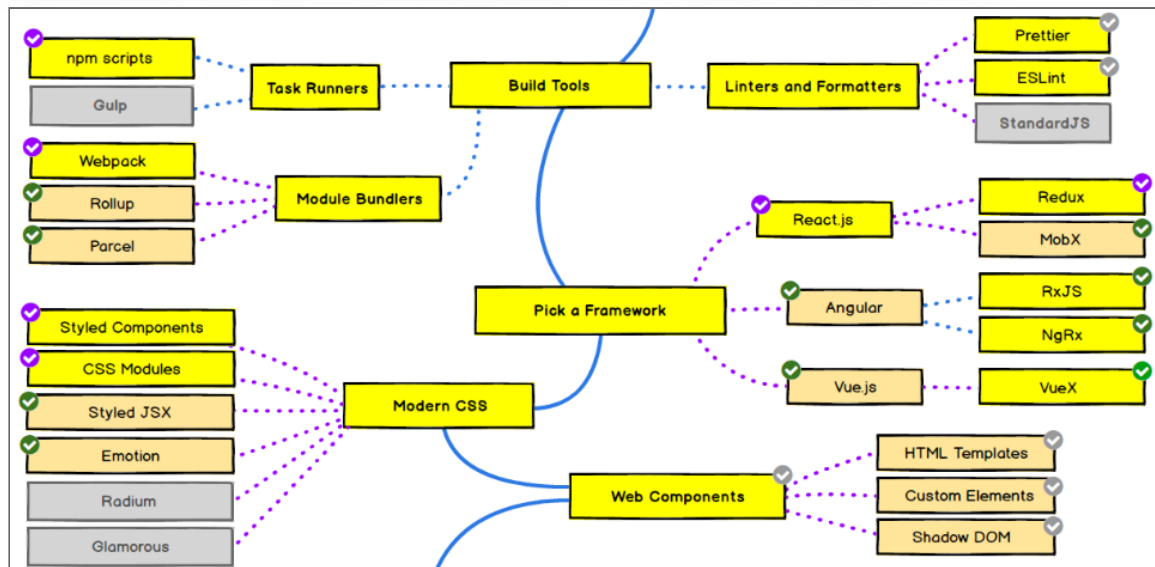 npm scripts
Gulp
Task Runners
Build Tools
Linters and Formatters
Prettier
ESLint
StandardJS
Webpack
Rollup
Parcel
Module Bundlers
React.js
Redux
MobX
Pick a Framework
Angular
RxJS
NgRx
Vue.js
VueX
Styled Components
CSS Modules
Styled JSX
Emotion
Radium
Glamorous
Modern CSS
Web Components
HTML Templates
Custom Elements
Shadow DOM